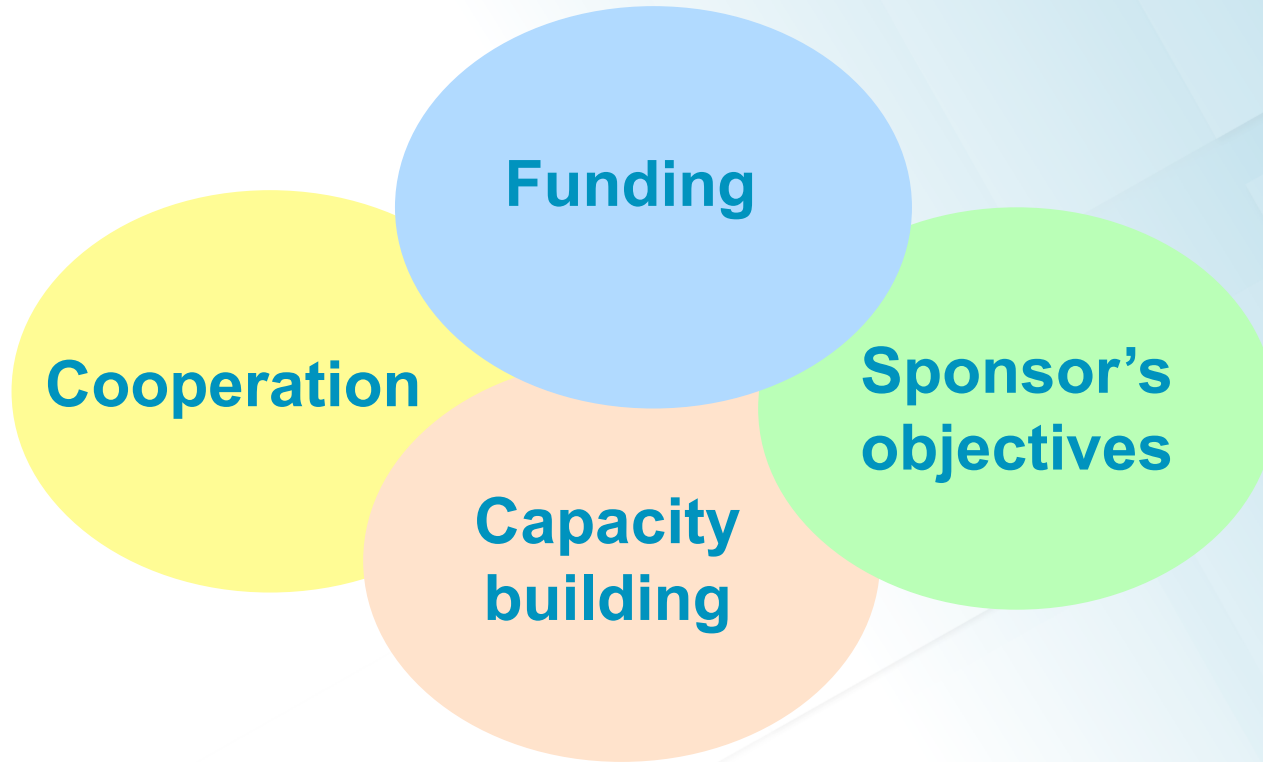 Funding
Cooperation
Sponsor’s
objectives
Capacity
building